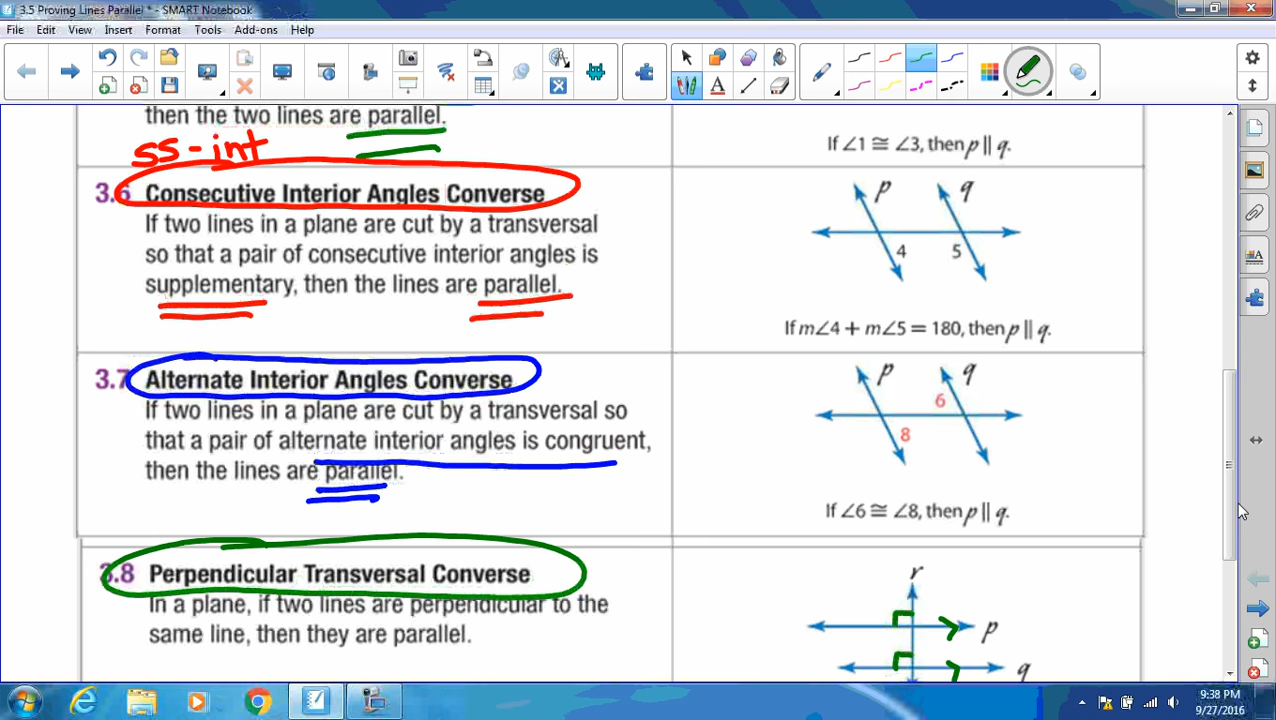 3.5 Proving Lines Parallel * - SMART Notebook
File Edit View Insert Format Tools Add-ons Help
then the two lines are parallel.
If ∠1 ≅ ∠3, then p ∥ q.
ss - int
3.6 Consecutive Interior Angles Converse
If two lines in a plane are cut by a transversal
so that a pair of consecutive interior angles is
supplementary, then the lines are parallel.
p q
4 5
If m∠4 + m∠5 = 180, then p ∥ q.
3.7 Alternate Interior Angles Converse
If two lines in a plane are cut by a transversal so
that a pair of alternate interior angles is congruent,
then the lines are parallel.
p q
6
8
If ∠6 ≅ ∠8, then p ∥ q.
3.8 Perpendicular Transversal Converse
In a plane, if two lines are perpendicular to the
same line, then they are parallel.
r
p
q
9:38 PM
9/27/2016